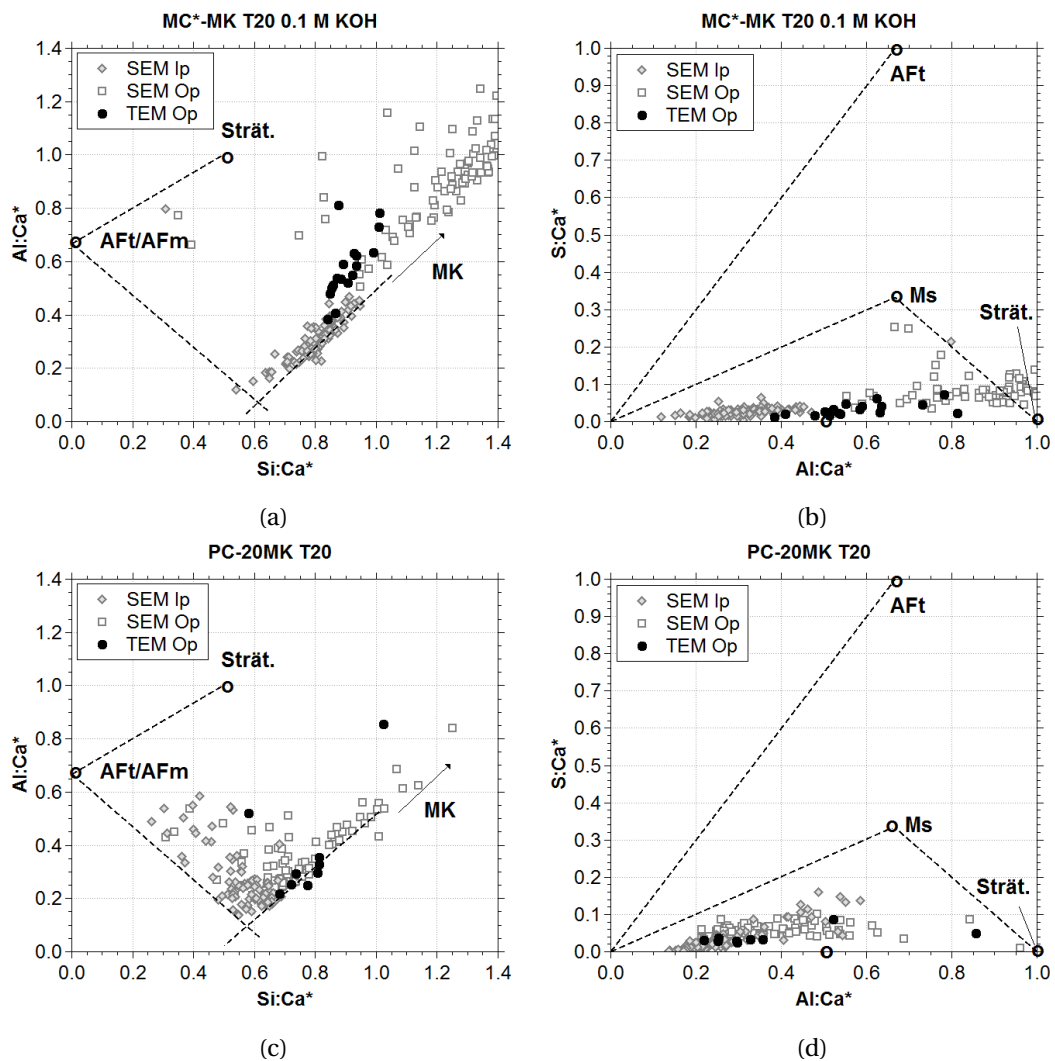 MC*-MK T20 0.1 M KOH
1.4
1.2
1.0
0.8
0.6
0.4
0.2
0.0
Al:Ca*
SEM Ip
SEM Op
TEM Op
Strät.
AFt/AFm
MK
0.0 0.2 0.4 0.6 0.8 1.0 1.2 1.4
Si:Ca*
(a)
MC*-MK T20 0.1 M KOH
1.0
0.9
0.8
0.7
0.6
0.5
0.4
0.3
0.2
0.1
0.0
S:Ca*
SEM Ip
SEM Op
TEM Op
AFt
Ms
Strät.
0.0 0.2 0.4 0.6 0.8 1.0
Al:Ca*
(b)
PC-20MK T20
1.4
1.2
1.0
0.8
0.6
0.4
0.2
0.0
Al:Ca*
SEM Ip
SEM Op
TEM Op
Strät.
AFt/AFm
MK
0.0 0.2 0.4 0.6 0.8 1.0 1.2 1.4
Si:Ca*
(c)
PC-20MK T20
1.0
0.9
0.8
0.7
0.6
0.5
0.4
0.3
0.2
0.1
0.0
S:Ca*
SEM Ip
SEM Op
TEM Op
AFt
Ms
Strät.
0.0 0.2 0.4 0.6 0.8 1.0
Al:Ca*
(d)